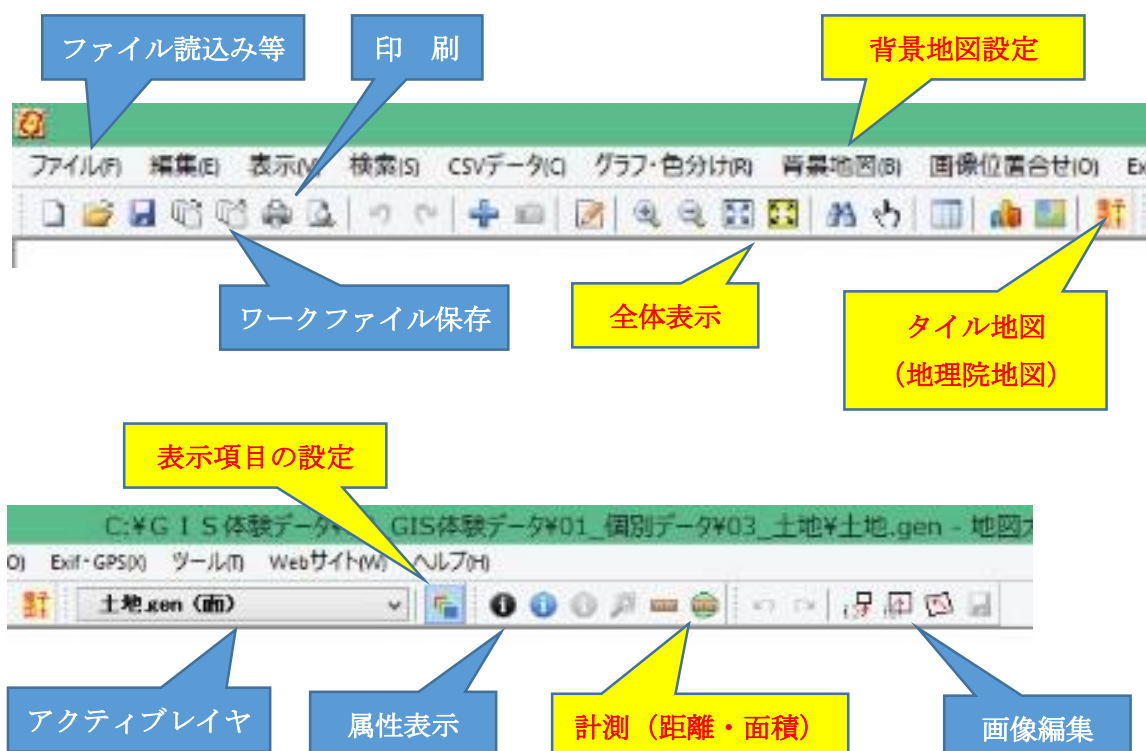 ファイル読込み等
印　刷
背景地図設定
ファイル(F) 編集(E) 表示(V) 検索(S) CSVデータ(C) グラフ・色分け(R) 背景地図(B) 画像位置合せ(O) Ex
ワークファイル保存
全体表示
タイル地図
（地理院地図）
表示項目の設定
C:¥ＧＩＳ体験データ¥ GIS体験データ¥01_個別データ¥03_土地¥土地.gen - 地図
O) Exif・GPS(X) ツール(T) Webサイト(W) ヘルプ(H)
土地.gen（面）
アクティブレイヤ
属性表示
計測（距離・面積）
画像編集